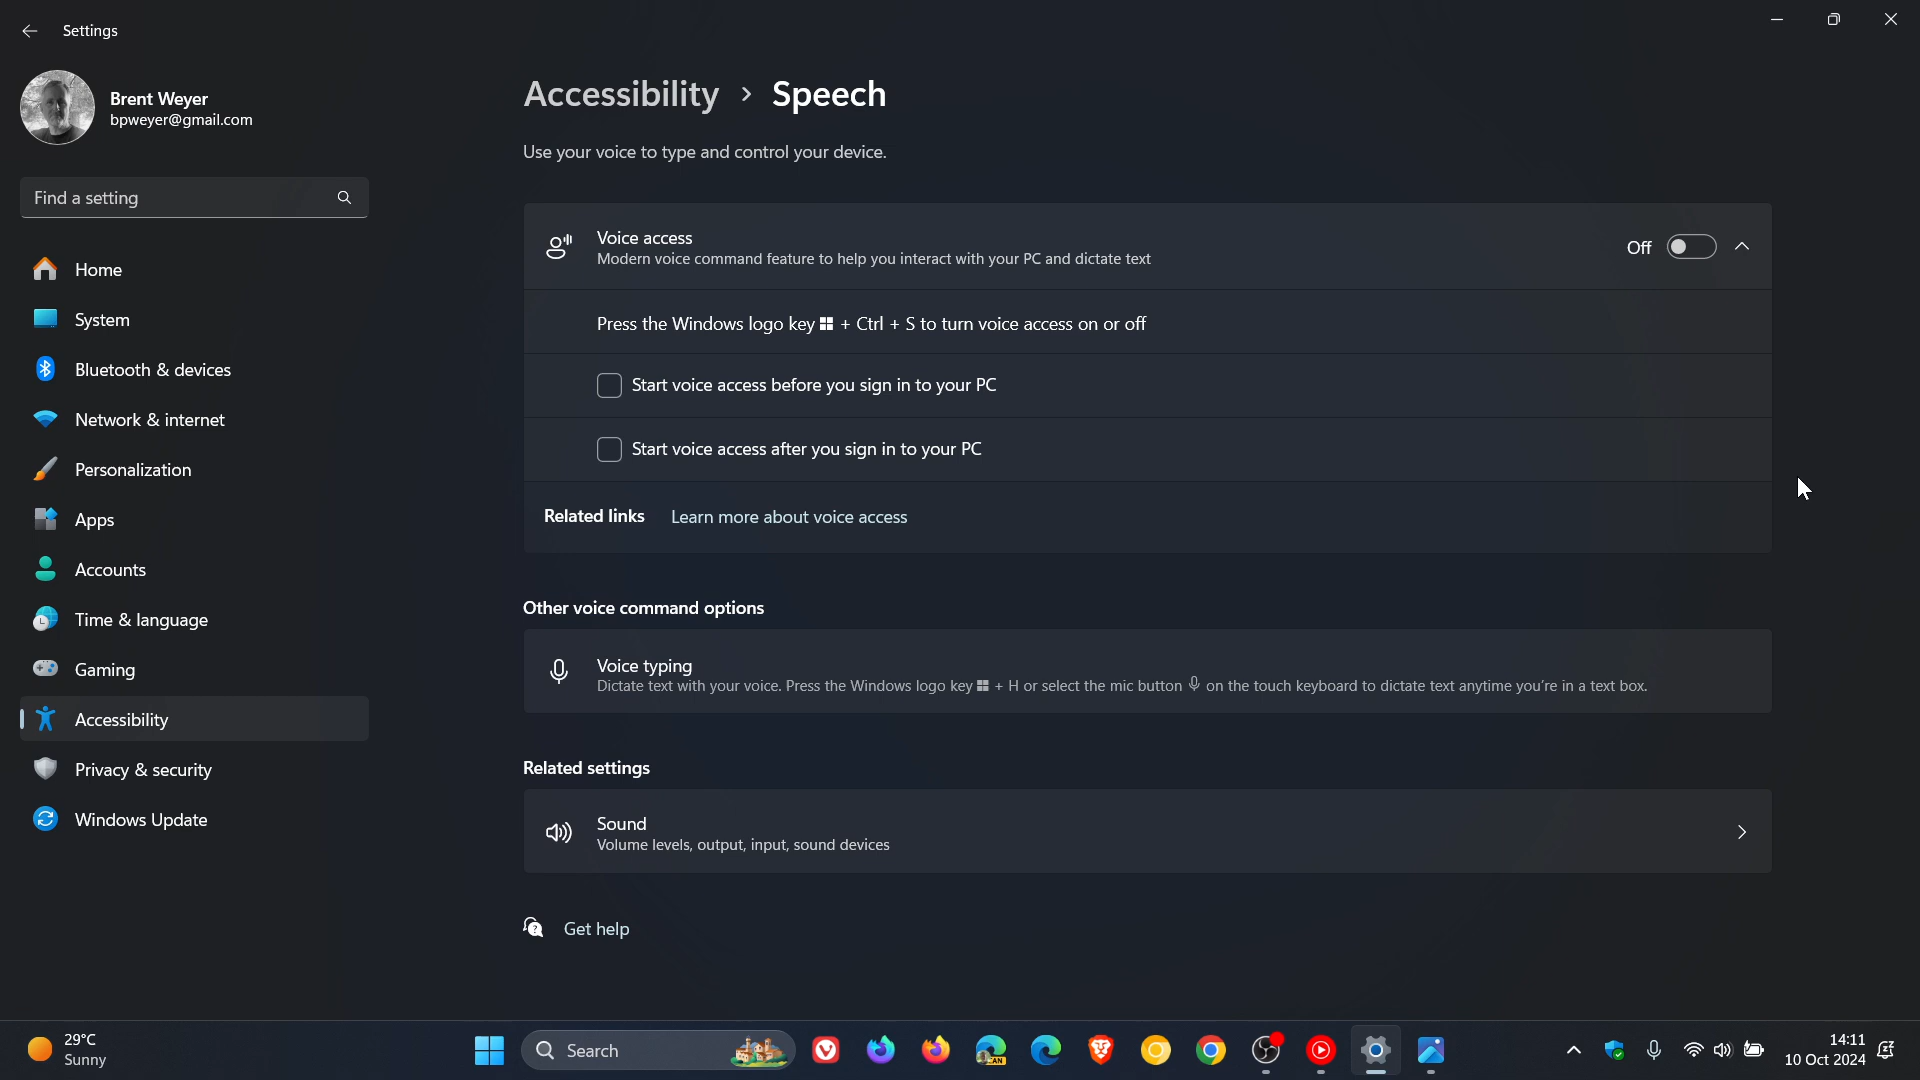 Settings
Brent Weyer
bpweyer@gmail.com
Find a setting
Home
System
Bluetooth & devices
Network & internet
Personalization
Apps
Accounts
Time & language
Gaming
Accessibility
Privacy & security
Windows Update
Accessibility > Speech
Use your voice to type and control your device.
Voice access
Modern voice command feature to help you interact with your PC and dictate text
Off
Press the Windows logo key + Ctrl + S to turn voice access on or off
Start voice access before you sign in to your PC
Start voice access after you sign in to your PC
Related links Learn more about voice access
Other voice command options
Voice typing
Dictate text with your voice. Press the Windows logo key + H or select the mic button on the touch keyboard to dictate text anytime you're in a text box.
Related settings
Sound
Volume levels, output, input, sound devices
Get help
29°C
Sunny
Search
CAN
14:11
10 Oct 2024